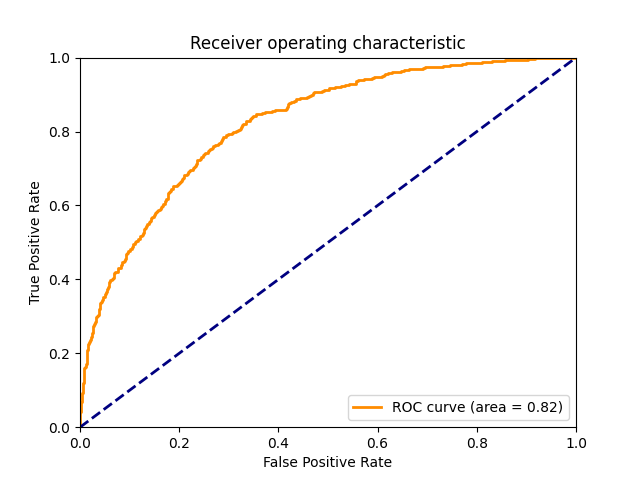 Receiver operating characteristic
True Positive Rate
1.0
0.8
0.6
0.4
0.2
0.0
ROC curve (area = 0.82)
0.0 0.2 0.4 0.6 0.8 1.0
False Positive Rate